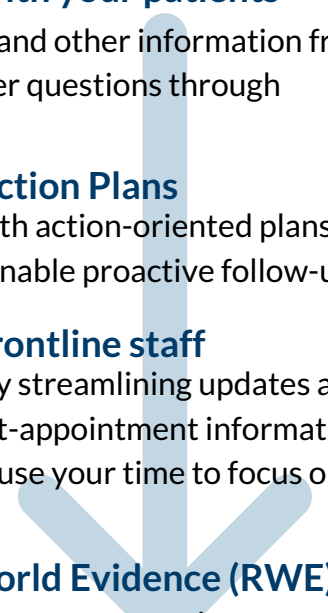 ith your patients
and other information fr
er questions through
ction Plans
th action-oriented plans
nable proactive follow-u
rontline staff
y streamlining updates a
t-appointment informat
use your time to focus o
orld Evidence (RWE)